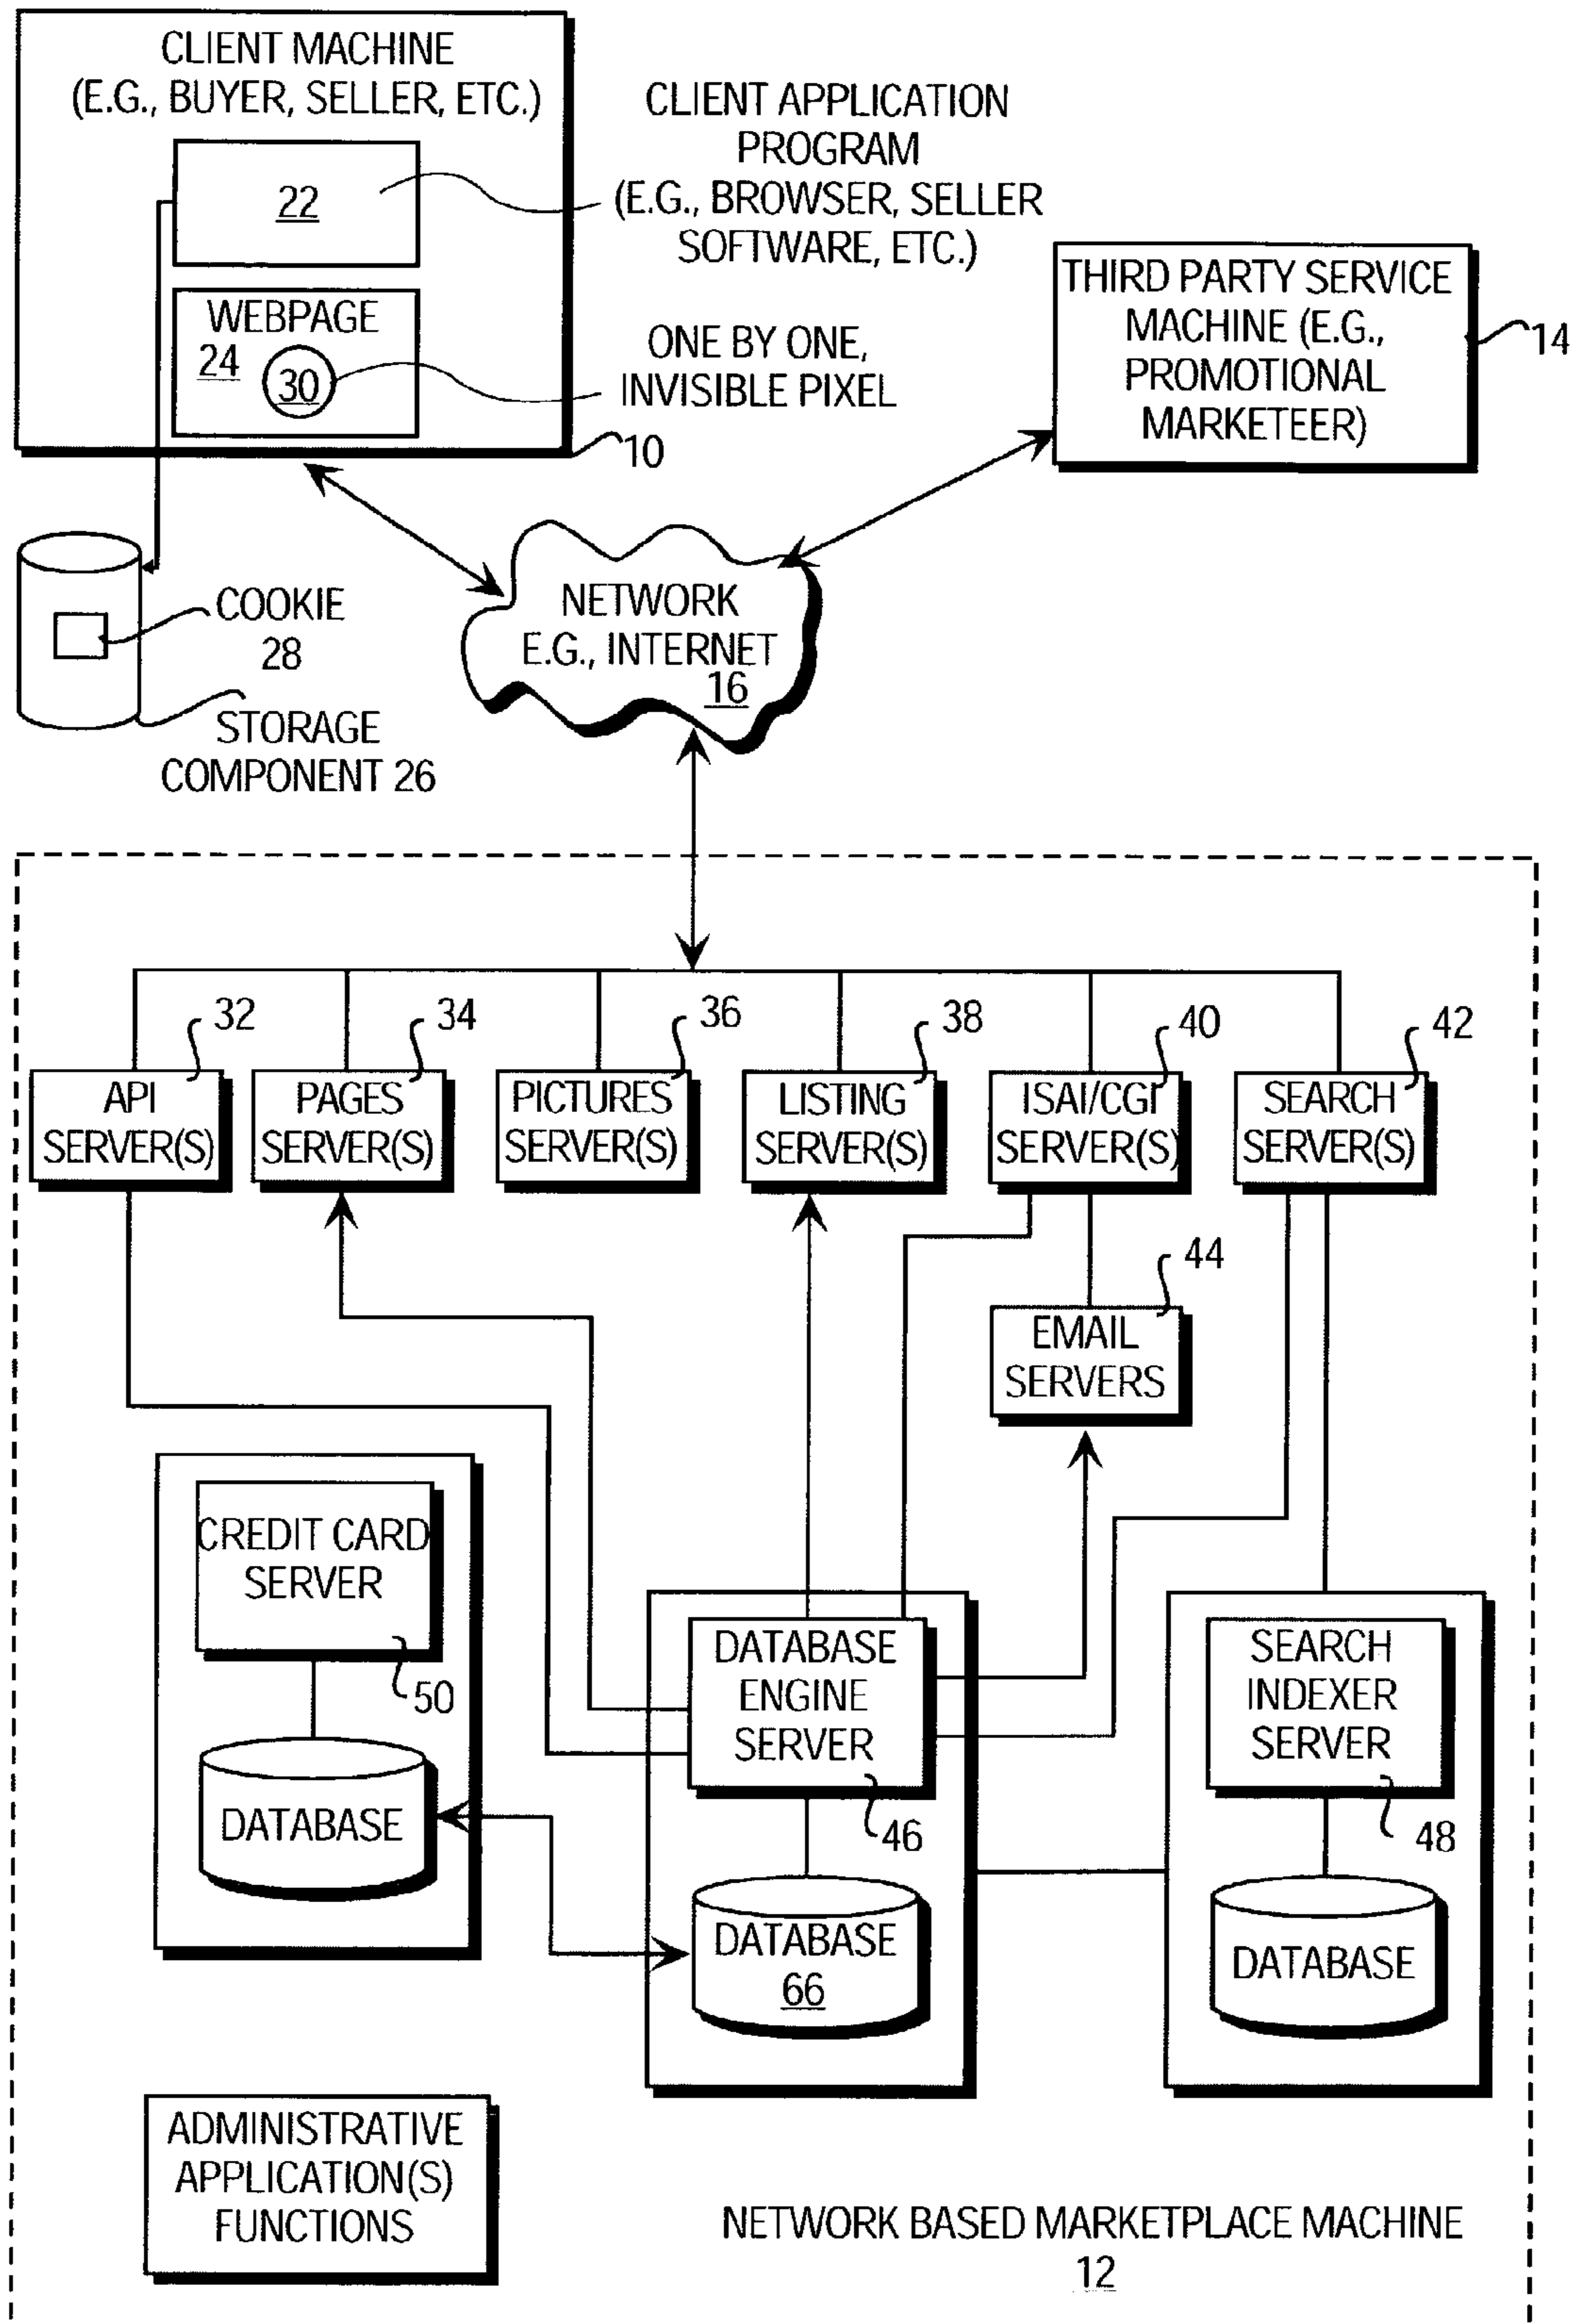 CLIENT MACHINE
(E.G., BUYER, SELLER, ETC.)
22
CLIENT APPLICATION
PROGRAM
(E.G., BROWSER, SELLER
SOFTWARE, ETC.)
WEBPAGE
24
30
ONE BY ONE,
INVISIBLE PIXEL
10
THIRD PARTY SERVICE
MACHINE (E.G.,
PROMOTIONAL
MARKETEER)
14
COOKIE
28
STORAGE
COMPONENT 26
NETWORK
E.G., INTERNET
16
32
API
SERVER(S)
34
PAGES
SERVER(S)
36
PICTURES
SERVER(S)
38
LISTING
SERVER(S)
40
ISAI/CGI
SERVER(S)
42
SEARCH
SERVER(S)
44
EMAIL
SERVERS
CREDIT CARD
SERVER
50
DATABASE
DATABASE
ENGINE
SERVER
46
DATABASE
66
SEARCH
INDEXER
SERVER
48
DATABASE
ADMINISTRATIVE
APPLICATION(S)
FUNCTIONS
NETWORK BASED MARKETPLACE MACHINE
12